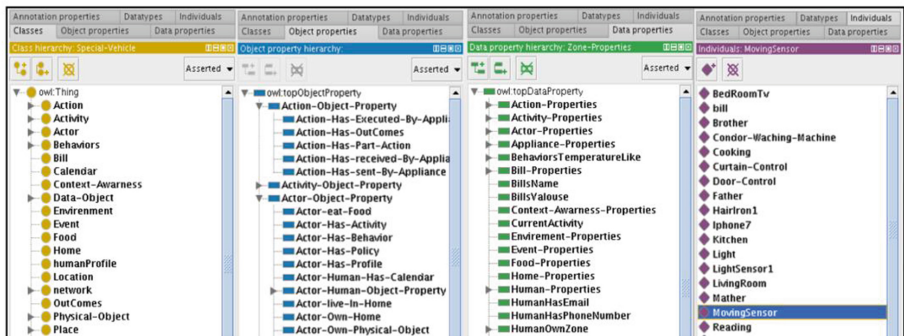 Annotation properties Datatypes Individuals
Classes Object properties Data properties
Class hierarchy: Special-Vehicle
Asserted
owl:Thing
Action
Activity
Actor
Behaviors
Bill
Calendar
Context-Awarness
Data-Object
Envirenment
Event
Food
Home
humanProfile
Location
network
OutComes
Physical-Object
Place
Annotation properties Datatypes Individuals
Classes Object properties Data properties
Object property hierarchy:
Asserted
owl:topObjectProperty
Action-Object-Property
Action-Has-Executed-By-Applia
Action-Has-OutComes
Action-Has-Part-Action
Action-Has-received-By-Applia
Action-Has-sent-By-Appliance
Activity-Object-Property
Actor-Object-Property
Actor-eat-Food
Actor-Has-Activity
Actor-Has-Behavior
Actor-Has-Policy
Actor-Has-Profile
Actor-Human-Has-Calendar
Actor-Human-Object-Property
Actor-live-In-Home
Actor-Own-Home
Actor-Own-Physical-Object
Annotation properties Datatypes Individuals
Classes Object properties Data properties
Data property hierarchy: Zone-Properties
Asserted
owl:topDataProperty
Action-Properties
Activity-Properties
Actor-Properties
Appliance-Properties
BehaviorsTemperatureLike
Bill-Properties
BillsName
BillsValouse
Context-Awarness-Properties
CurrentActivity
Envirement-Properties
Event-Properties
Food-Properties
Home-Properties
Human-Properties
HumanHasEmail
HumanHasPhoneNumber
HumanOwnZone
Annotation properties Datatypes Individuals
Classes Object properties Data properties
Individuals: MovingSensor
BedRoomTv
bill
Brother
Condor-Waching-Machine
Cooking
Curtain-Control
Door-Control
Father
HairIron1
Iphone7
Kitchen
Light
LightSensor1
LivingRoom
Mather
MovingSensor
Reading